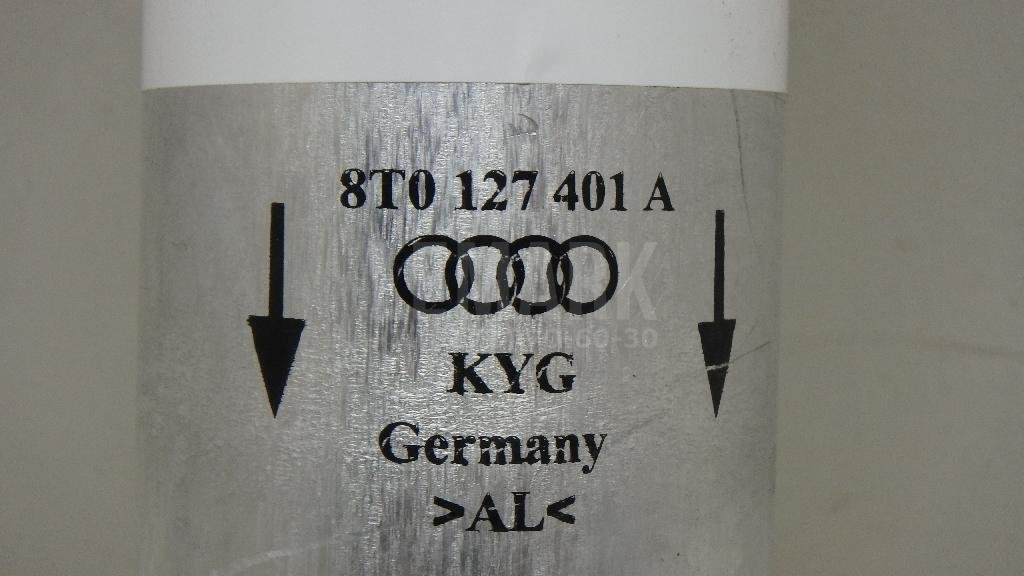 8T0 127 401 A
KYG
Germany
>AL<